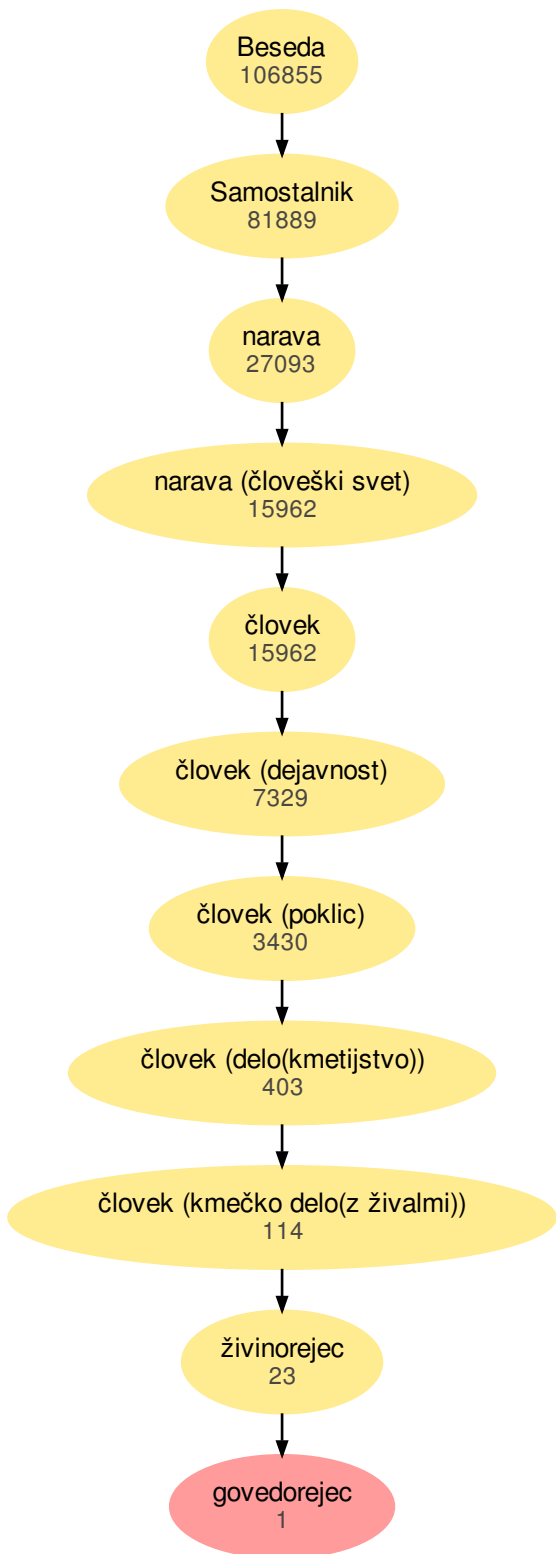 Beseda
106855
Samostalnik
81889
narava
27093
narava (človeški svet)
15962
človek
15962
človek (dejavnost)
7329
človek (poklic)
3430
človek (delo(kmetijstvo))
403
človek (kmečko delo(z živalmi))
114
živinorejec
23
govedorejec
1